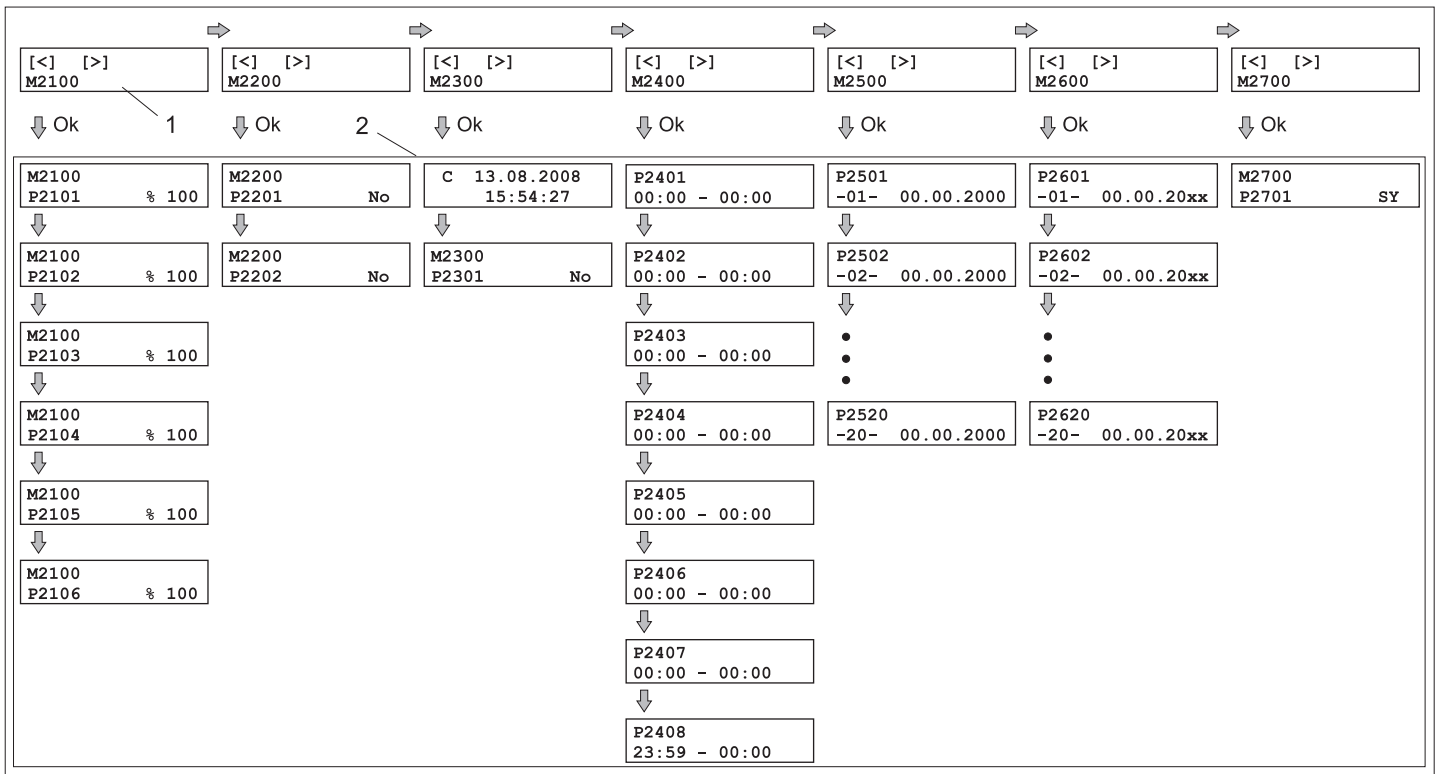 [<] [>]
M2100
[<] [>]
M2200
[<] [>]
M2300
[<] [>]
M2400
[<] [>]
M2500
[<] [>]
M2600
[<] [>]
M2700
Ok
1
Ok
2
Ok
Ok
Ok
Ok
Ok
M2100
P2101 % 100
M2100
P2102 % 100
M2100
P2103 % 100
M2100
P2104 % 100
M2100
P2105 % 100
M2100
P2106 % 100
M2200
P2201 No
M2200
P2202 No
C 13.08.2008
15:54:27
M2300
P2301 No
P2401
00:00 - 00:00
P2402
00:00 - 00:00
P2403
00:00 - 00:00
P2404
00:00 - 00:00
P2405
00:00 - 00:00
P2406
00:00 - 00:00
P2407
00:00 - 00:00
P2408
23:59 - 00:00
P2501
-01- 00.00.2000
P2502
-02- 00.00.2000
P2520
-20- 00.00.2000
P2601
-01- 00.00.20xx
P2602
-02- 00.00.20xx
P2620
-20- 00.00.20xx
M2700
P2701 SY